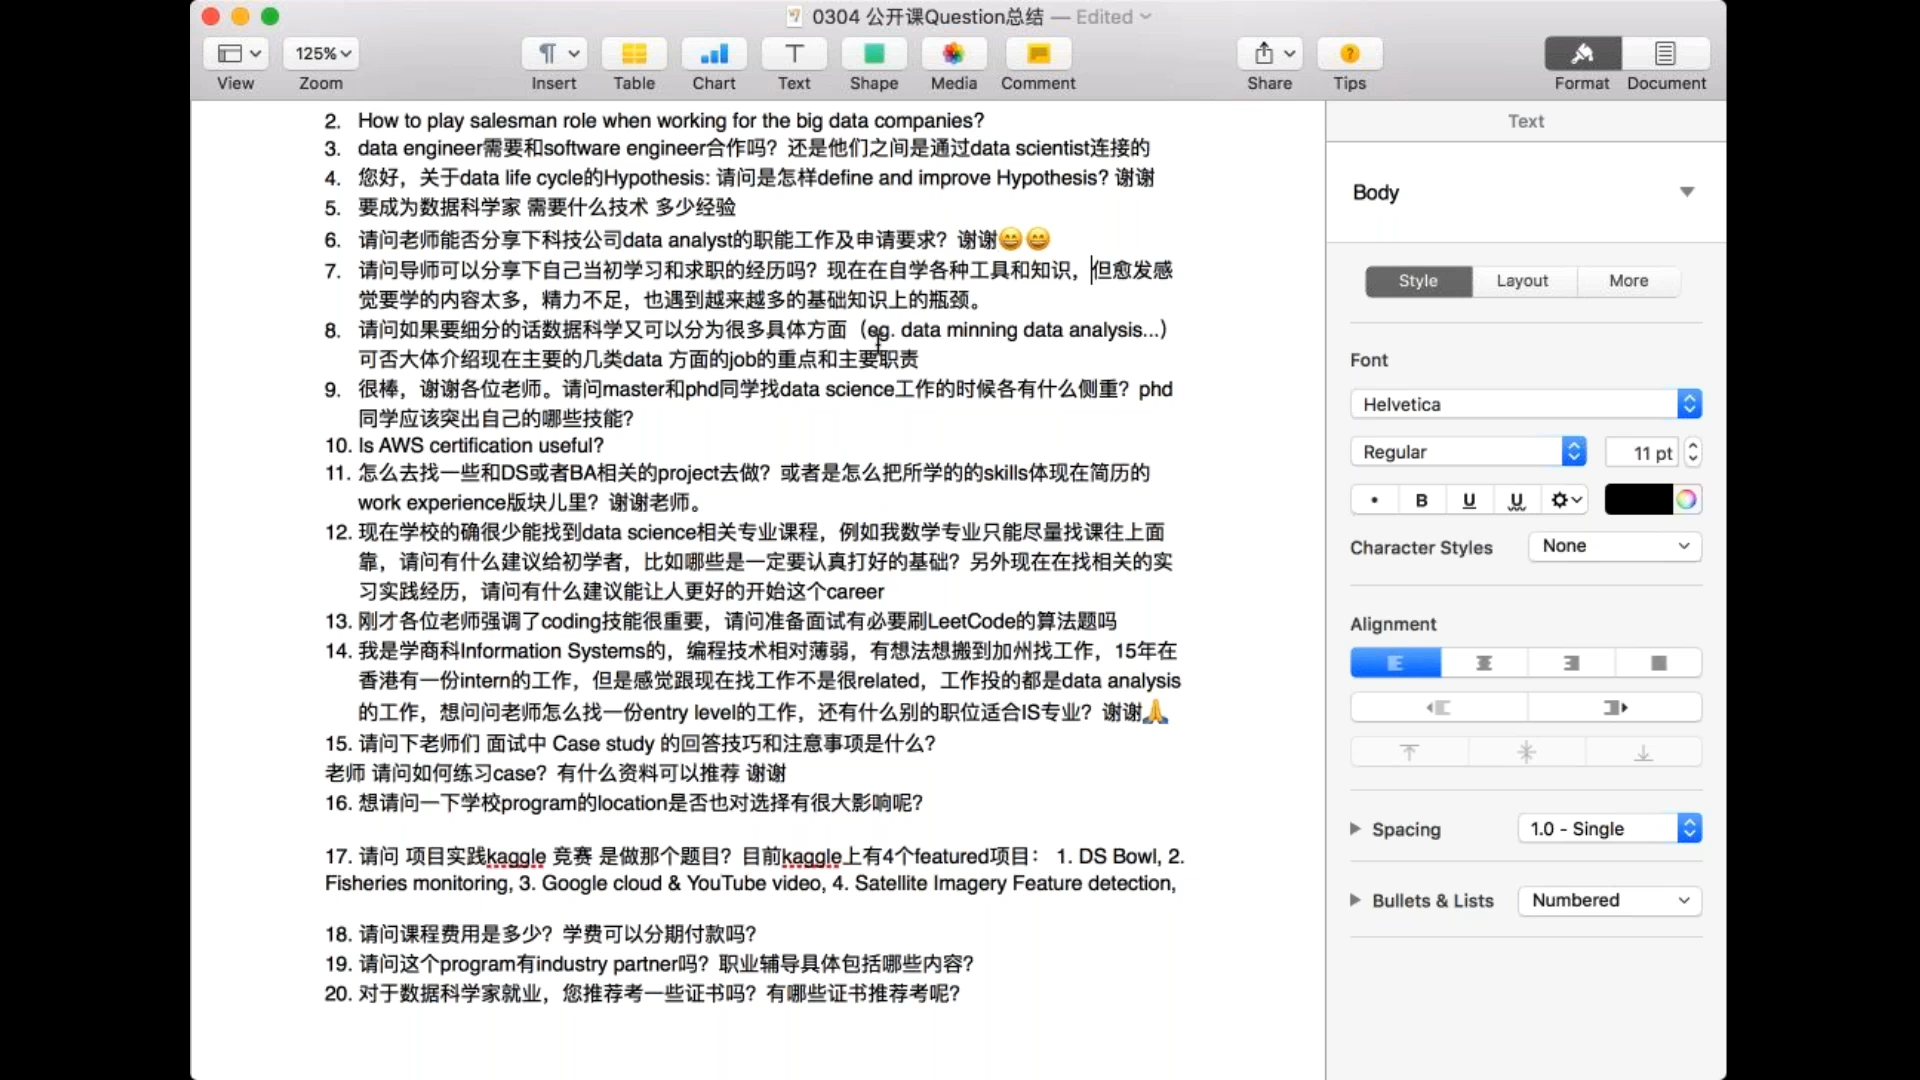 0304 公开课Question总结 — Edited
125%
View
Zoom
Insert
Table
Chart
Text
Shape
Media
Comment
Share
Tips
Format
Document
2. How to play salesman role when working for the big data companies?
3. data engineer需要和software engineer合作吗？还是他们之间是通过data scientist连接的
4. 您好，关于data life cycle的Hypothesis: 请问是怎样define and improve Hypothesis? 谢谢
5. 要成为数据科学家 需要什么技术 多少经验
6. 请问老师能否分享下科技公司data analyst的职能工作及申请要求？谢谢😄😄
7. 请问导师可以分享下自己当初学习和求职的经历吗？现在在自学各种工具和知识，但愈发感
觉要学的内容太多，精力不足，也遇到越来越多的基础知识上的瓶颈。
8. 请问如果要细分的话数据科学又可以分为很多具体方面（eg. data minning data analysis...）
可否大体介绍现在主要的几类data 方面的job的重点和主要职责
9. 很棒，谢谢各位老师。请问master和phd同学找data science工作的时候各有什么侧重？phd
同学应该突出自己的哪些技能？
10. Is AWS certification useful?
11. 怎么去找一些和DS或者BA相关的project去做？或者是怎么把所学的的skills体现在简历的
work experience版块儿里？谢谢老师。
12. 现在学校的确很少能找到data science相关专业课程，例如我数学专业只能尽量找课往上面
靠，请问有什么建议给初学者，比如哪些是一定要认真打好的基础？另外现在在找相关的实
习实践经历，请问有什么建议能让人更好的开始这个career
13. 刚才各位老师强调了coding技能很重要，请问准备面试有必要刷LeetCode的算法题吗
14. 我是学商科Information Systems的，编程技术相对薄弱，有想法想搬到加州找工作，15年在
香港有一份intern的工作，但是感觉跟现在找工作不是很related，工作投的都是data analysis
的工作，想问问老师怎么找一份entry level的工作，还有什么别的职位适合IS专业？谢谢🙏
15. 请问下老师们 面试中 Case study 的回答技巧和注意事项是什么？
老师 请问如何练习case？有什么资料可以推荐 谢谢
16. 想请问一下学校program的location是否也对选择有很大影响呢？
17. 请问 项目实践kaggle 竞赛 是做那个题目？目前kaggle上有4个featured项目： 1. DS Bowl, 2.
Fisheries monitoring, 3. Google cloud & YouTube video, 4. Satellite Imagery Feature detection,
18. 请问课程费用是多少？学费可以分期付款吗？
19. 请问这个program有industry partner吗？职业辅导具体包括哪些内容？
20. 对于数据科学家就业，您推荐考一些证书吗？有哪些证书推荐考呢？
Text
Body
Style
Layout
More
Font
Helvetica
Regular
11 pt
B U U
Character Styles
None
Alignment
Spacing
1.0 - Single
Bullets & Lists
Numbered